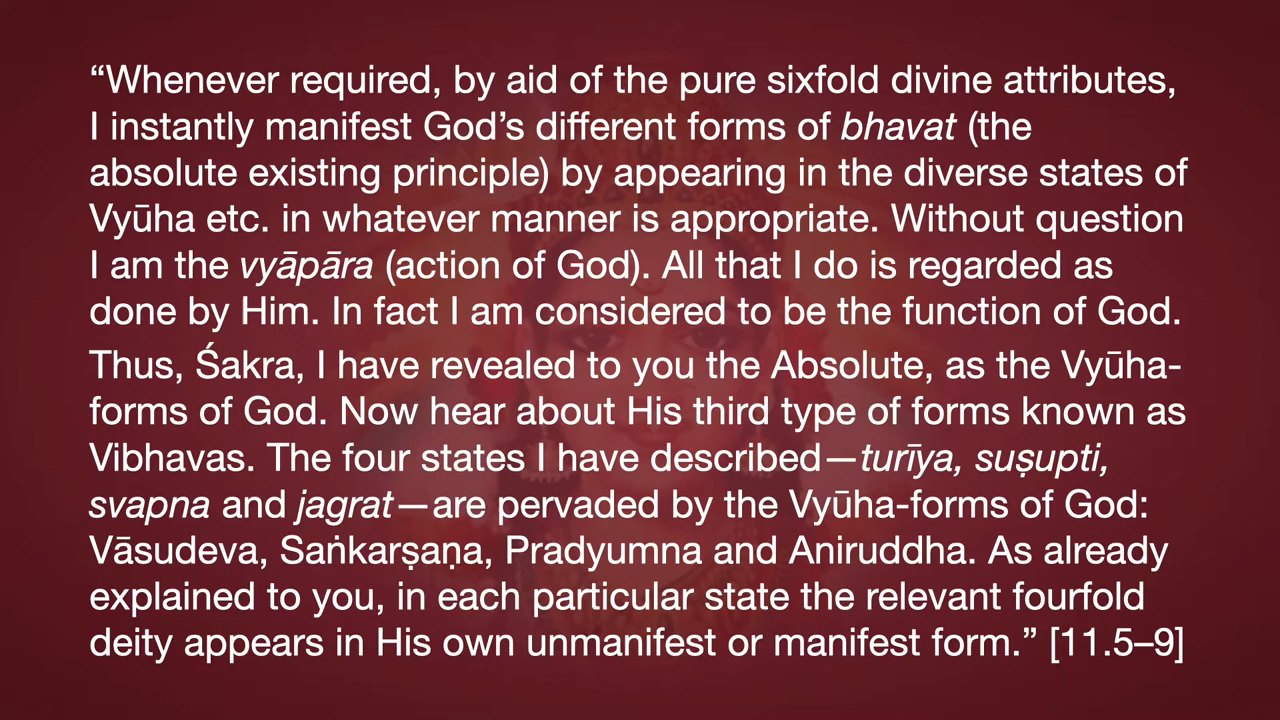 “Whenever required, by aid of the pure sixfold divine attributes,
I instantly manifest God’s different forms of bhavat (the
absolute existing principle) by appearing in the diverse states of
Vyūha etc. in whatever manner is appropriate. Without question
I am the vyāpāra (action of God). All that I do is regarded as
done by Him. In fact I am considered to be the function of God.
Thus, Śakra, I have revealed to you the Absolute, as the Vyūha-
forms of God. Now hear about His third type of forms known as
Vibhavas. The four states I have described—turīya, suṣupti,
svapna and jagrat—are pervaded by the Vyūha-forms of God:
Vāsudeva, Saṅkarṣaṇa, Pradyumna and Aniruddha. As already
explained to you, in each particular state the relevant fourfold
deity appears in His own unmanifest or manifest form.” [11.5–9]